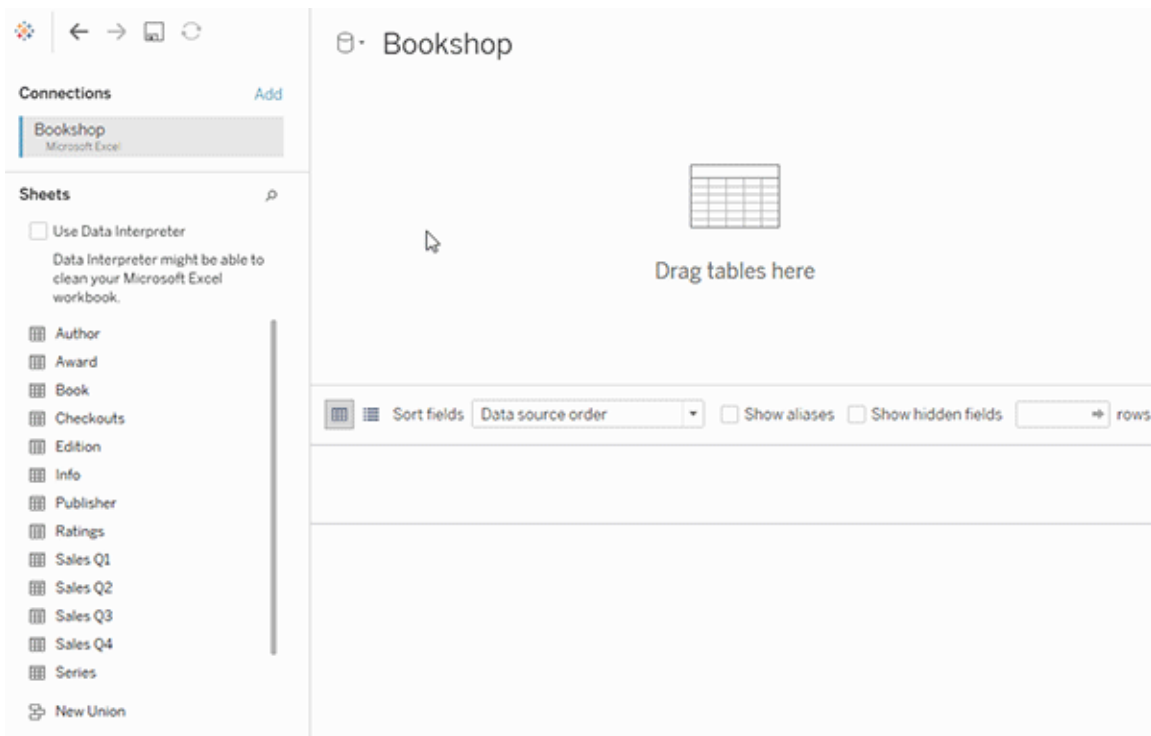 Connections Add
Bookshop
Microsoft Excel
Sheets
Use Data Interpreter
Data Interpreter might be able to
clean your Microsoft Excel
workbook.
Author
Award
Book
Checkouts
Edition
Info
Publisher
Ratings
Sales Q1
Sales Q2
Sales Q3
Sales Q4
Series
New Union
Bookshop
Drag tables here
Sort fields Data source order Show aliases Show hidden fields rows